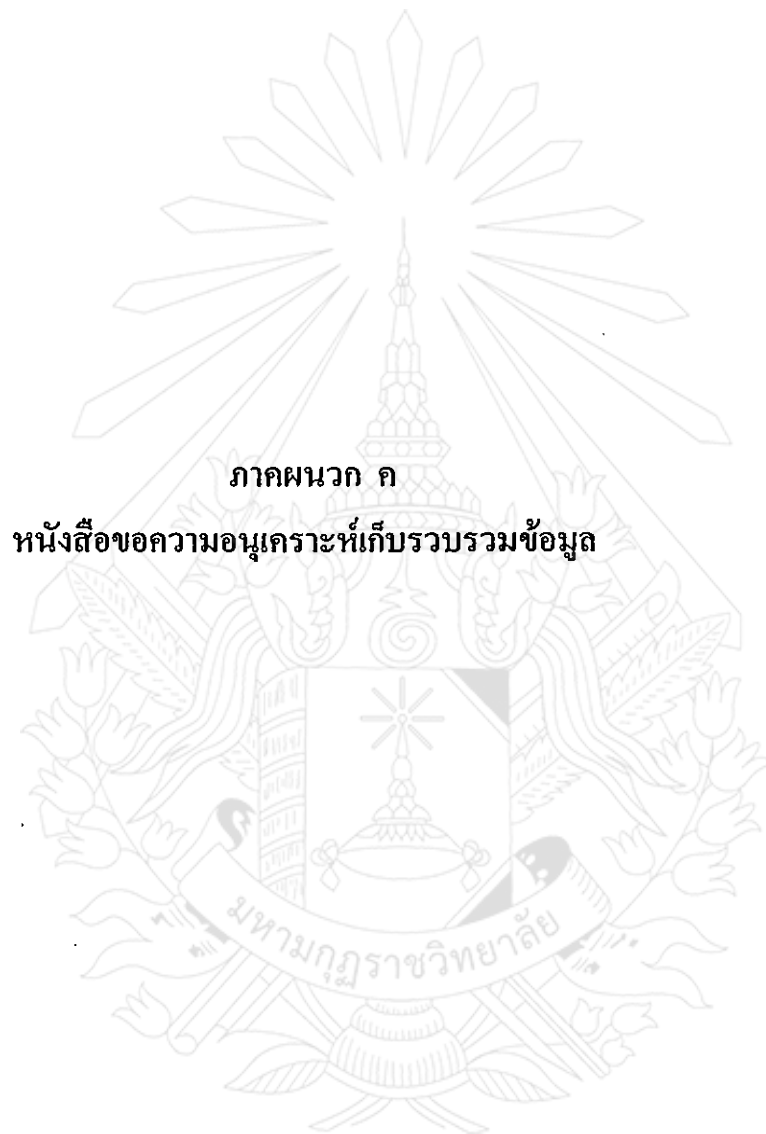 ภาคผนวก ค
หนังสือขอความอนุเคราะห์เก็บรวบรวมข้อมูล
มหามกุฏราชวิทยาลัย